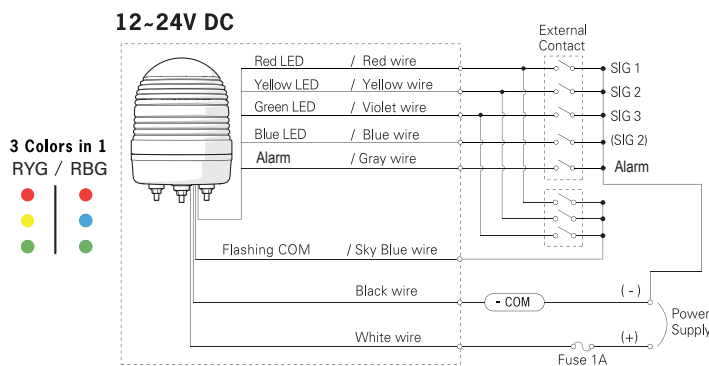 12~24V DC
External
Contact
Red LED / Red wire SIG 1
Yellow LED / Yellow wire SIG 2
Green LED / Violet wire SIG 3
Blue LED / Blue wire (SIG 2)
Alarm / Gray wire Alarm
3 Colors in 1
RYG / RBG
Flashing COM / Sky Blue wire
Black wire - COM (-)
Power
Supply
White wire (+)
Fuse 1A